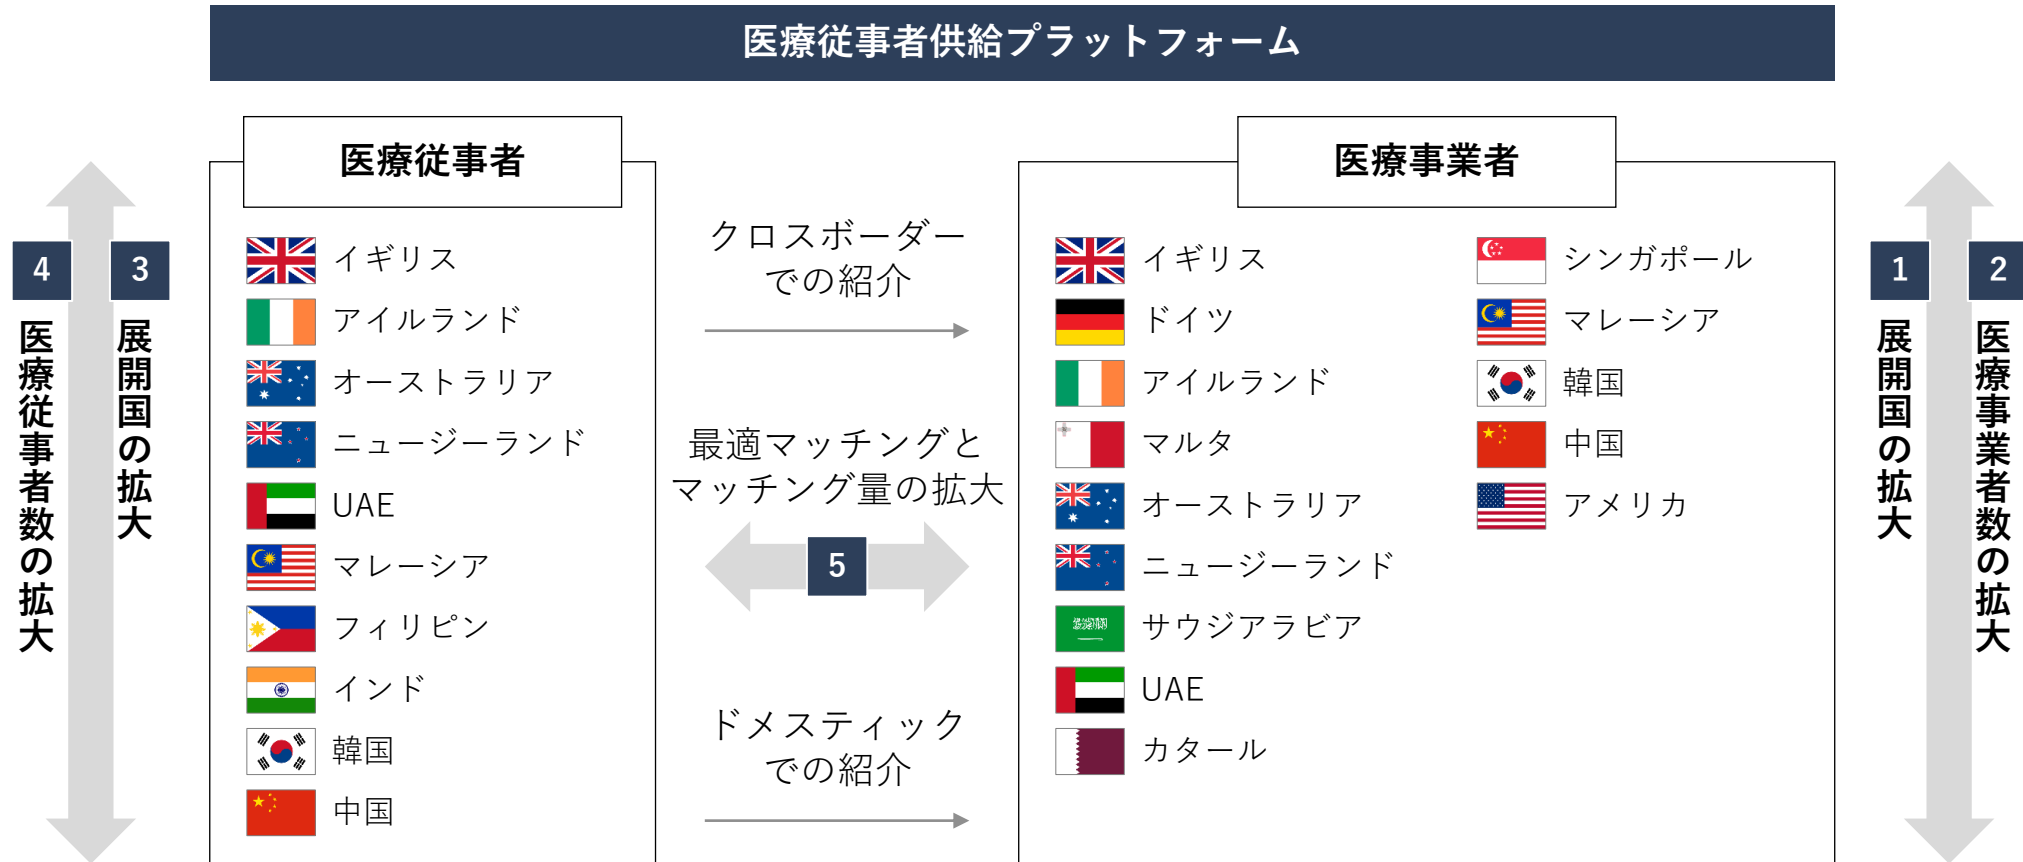 医療従事者供給プラットフォーム
4
医療従事者数の拡大
3
展開国の拡大
医療従事者
イギリス
アイルランド
オーストラリア
ニュージーランド
UAE
マレーシア
フィリピン
インド
韓国
中国
クロスボーダー
での紹介
最適マッチングと
マッチング量の拡大
5
ドメスティック
での紹介
医療事業者
イギリス
ドイツ
アイルランド
マルタ
オーストラリア
ニュージーランド
サウジアラビア
UAE
カタール
シンガポール
マレーシア
韓国
中国
アメリカ
1
展開国の拡大
2
医療事業者数の拡大